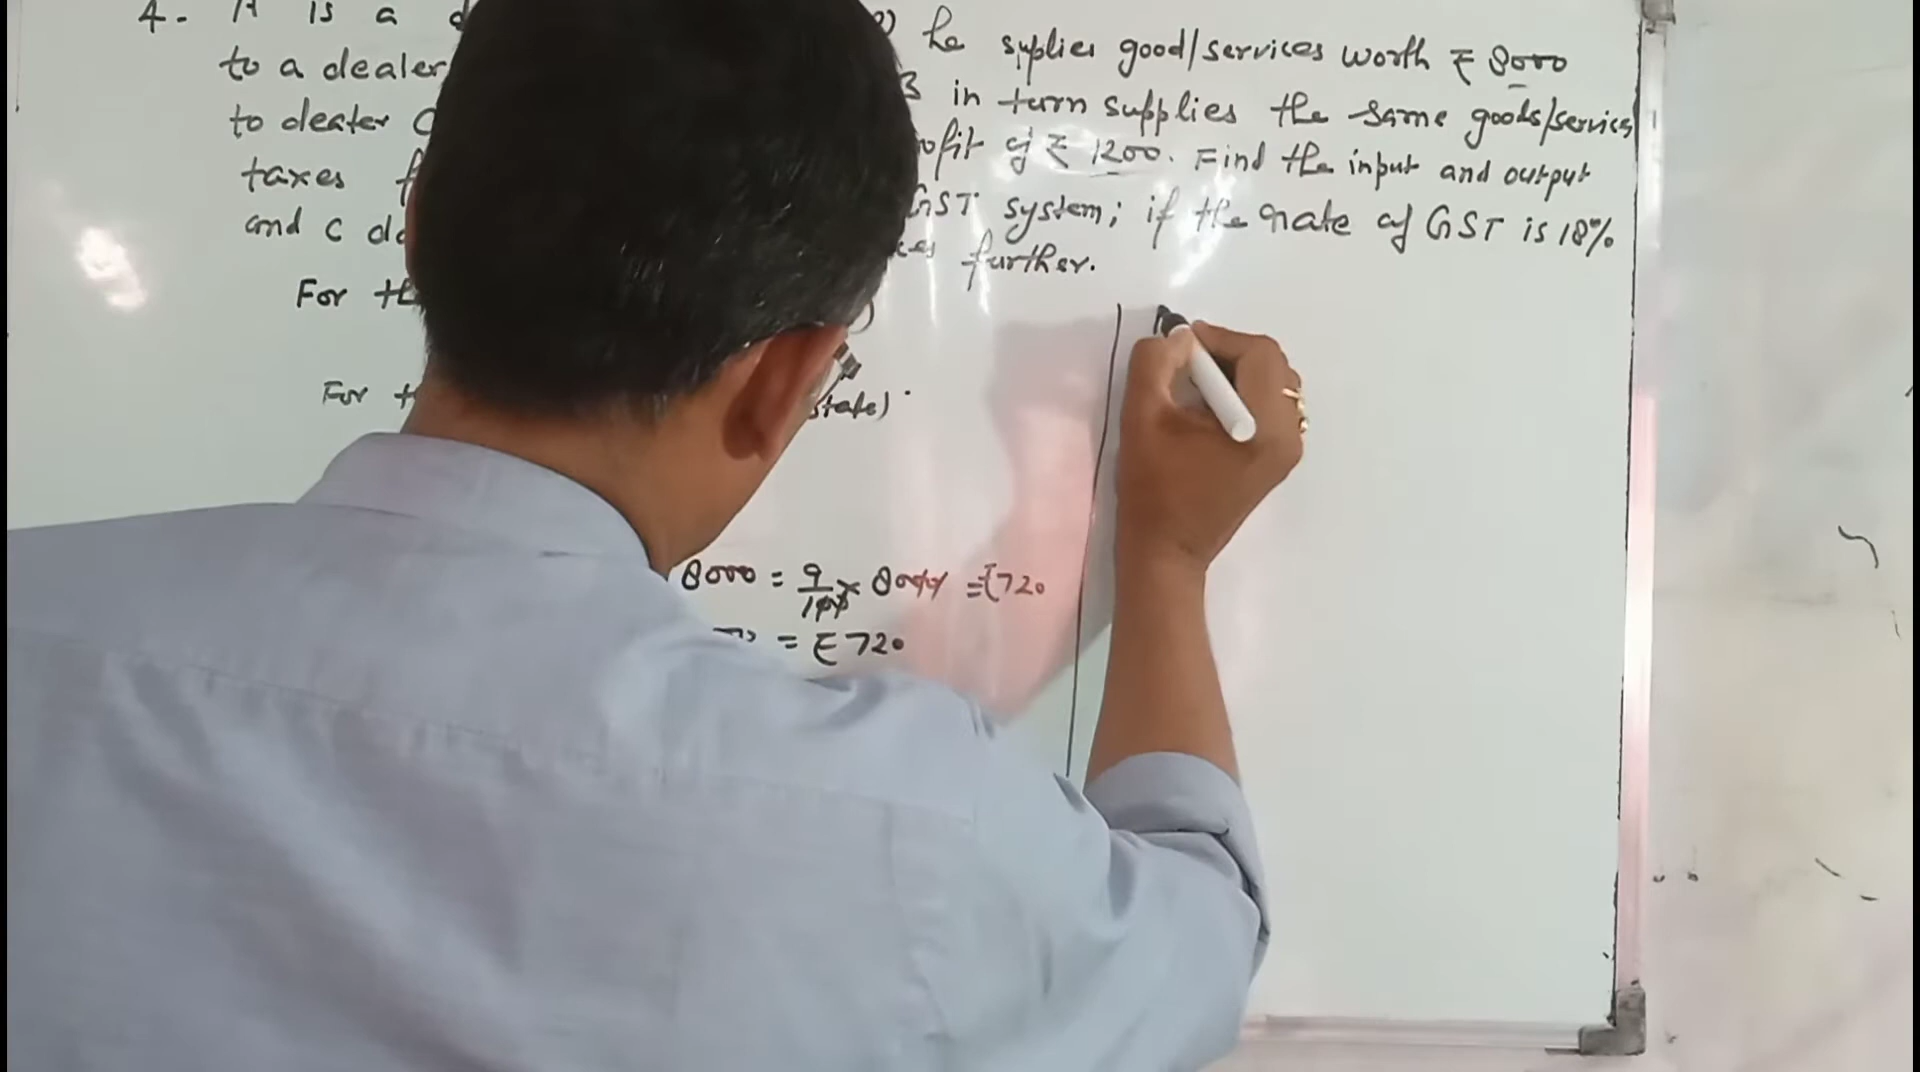 4. A is a d
he splies good/services worth ₹ 8000
to a dealer
B in turn supplies the same goods/services
to dealer C
ofit of ₹ 1200. Find the input and output
taxes f
GST system; if the rate of GST is 18%
and C do
further.
For th
For t
state)
8000 = 9/100 × 8000 = ₹720
= ₹720